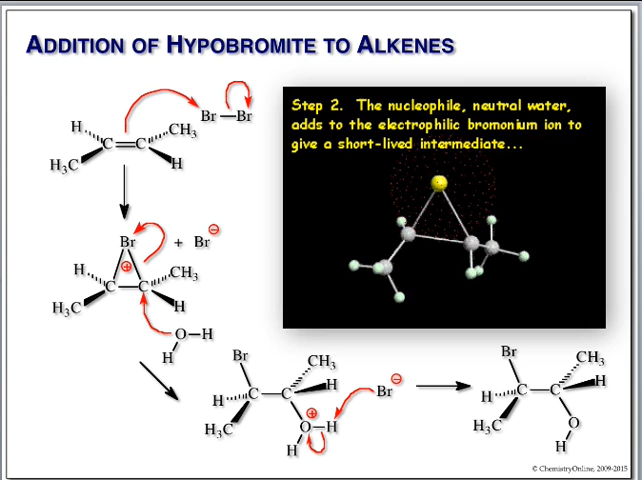 ADDITION OF HYPOBROMITE TO ALKENES
Br—Br
H CH₃
C=C
H₃C H
Step 2. The nucleophile, neutral water,
adds to the electrophilic bromonium ion to
give a short-lived intermediate...
Br + Br⊖
⊕
H CH₃
C—C
H₃C H
O—H
H
Br CH₃
H C—C H Br⊖
H₃C ⊕
O—H
H
Br CH₃
H C—C H
H₃C O
H
© ChemistryOnline, 2009-2015